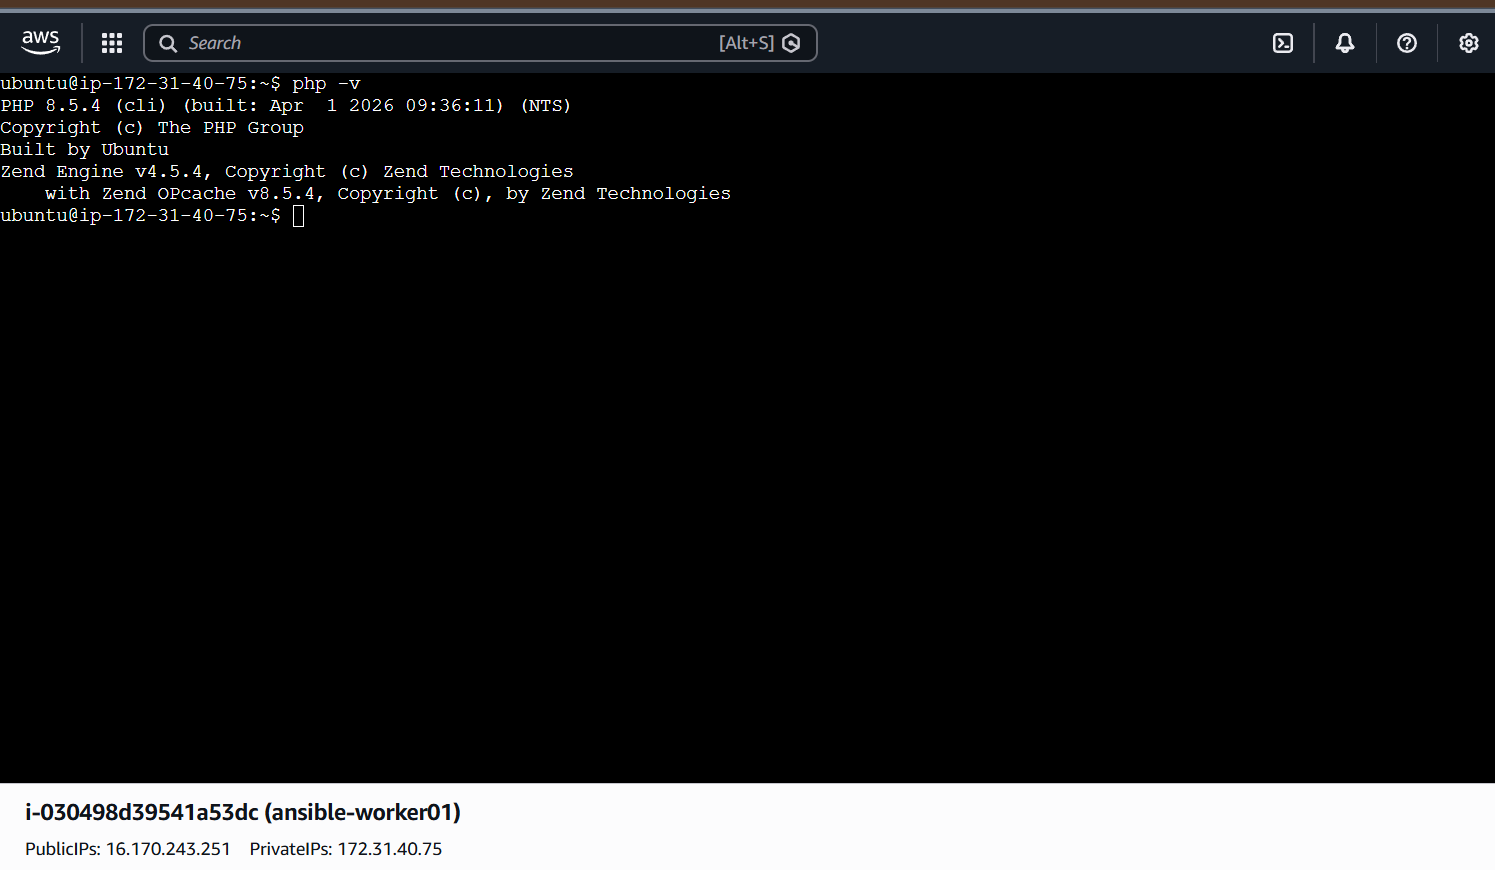 aws
Search [Alt+S]
ubuntu@ip-172-31-40-75:~$ php -v
PHP 8.5.4 (cli) (built: Apr  1 2026 09:36:11) (NTS)
Copyright (c) The PHP Group
Built by Ubuntu
Zend Engine v4.5.4, Copyright (c) Zend Technologies
    with Zend OPcache v8.5.4, Copyright (c), by Zend Technologies
ubuntu@ip-172-31-40-75:~$
i-030498d39541a53dc (ansible-worker01)
PublicIPs: 16.170.243.251 PrivateIPs: 172.31.40.75